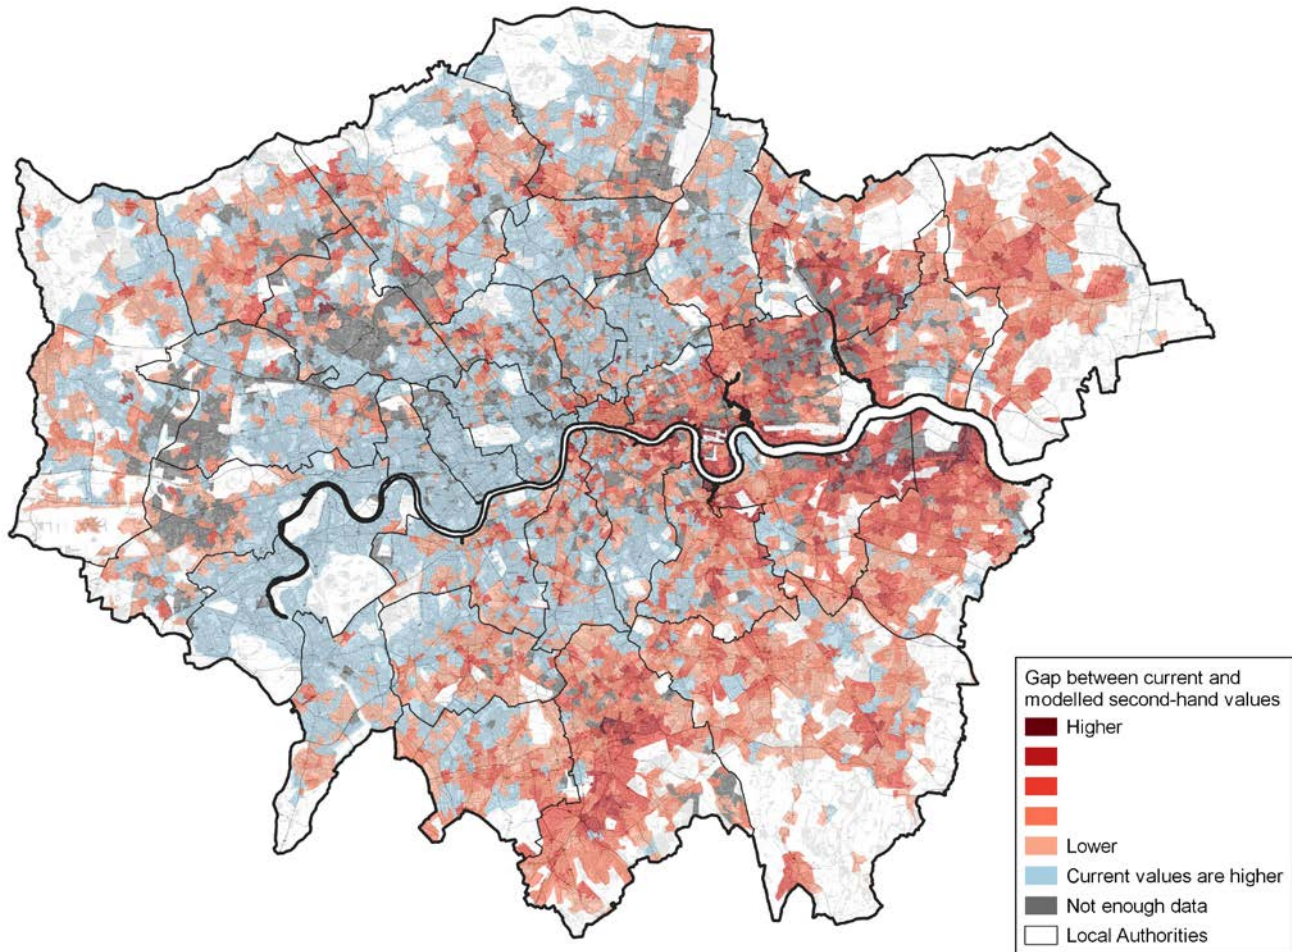 Gap between current and
modelled second-hand values
Higher
Lower
Current values are higher
Not enough data
Local Authorities